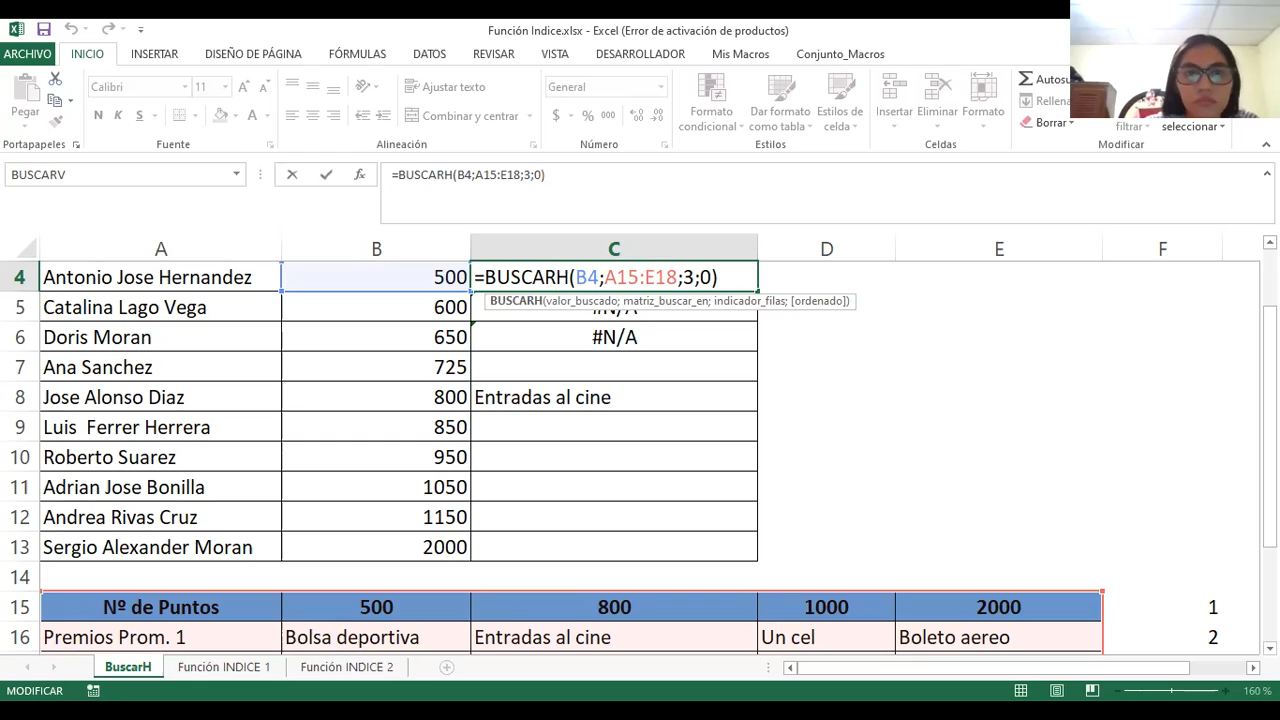 Función Indice.xlsx - Excel (Error de activación de productos)
ARCHIVO INICIO INSERTAR DISEÑO DE PÁGINA FÓRMULAS DATOS REVISAR VISTA DESARROLLADOR Mis Macros Conjunto_Macros
Pegar
Calibri 11
N K S
Ajustar texto
Combinar y centrar
General
$ % 000
Formato condicional
Dar formato como tabla
Estilos de celda
Insertar Eliminar Formato
Autosu
Rellena
Borrar
filtrar
seleccionar
Portapapeles Fuente Alineación Número Estilos Celdas Modificar
BUSCARV =BUSCARH(B4;A15:E18;3;0)
A B C D E F
4 Antonio Jose Hernandez 500 =BUSCARH(B4;A15:E18;3;0)
BUSCARH(valor_buscado; matriz_buscar_en; indicador_filas; [ordenado])
5 Catalina Lago Vega 600 #N/A
6 Doris Moran 650 #N/A
7 Ana Sanchez 725
8 Jose Alonso Diaz 800 Entradas al cine
9 Luis Ferrer Herrera 850
10 Roberto Suarez 950
11 Adrian Jose Bonilla 1050
12 Andrea Rivas Cruz 1150
13 Sergio Alexander Moran 2000
14
15 Nº de Puntos 500 800 1000 2000 1
16 Premios Prom. 1 Bolsa deportiva Entradas al cine Un cel Boleto aereo 2
BuscarH Función INDICE 1 Función INDICE 2
MODIFICAR 160 %